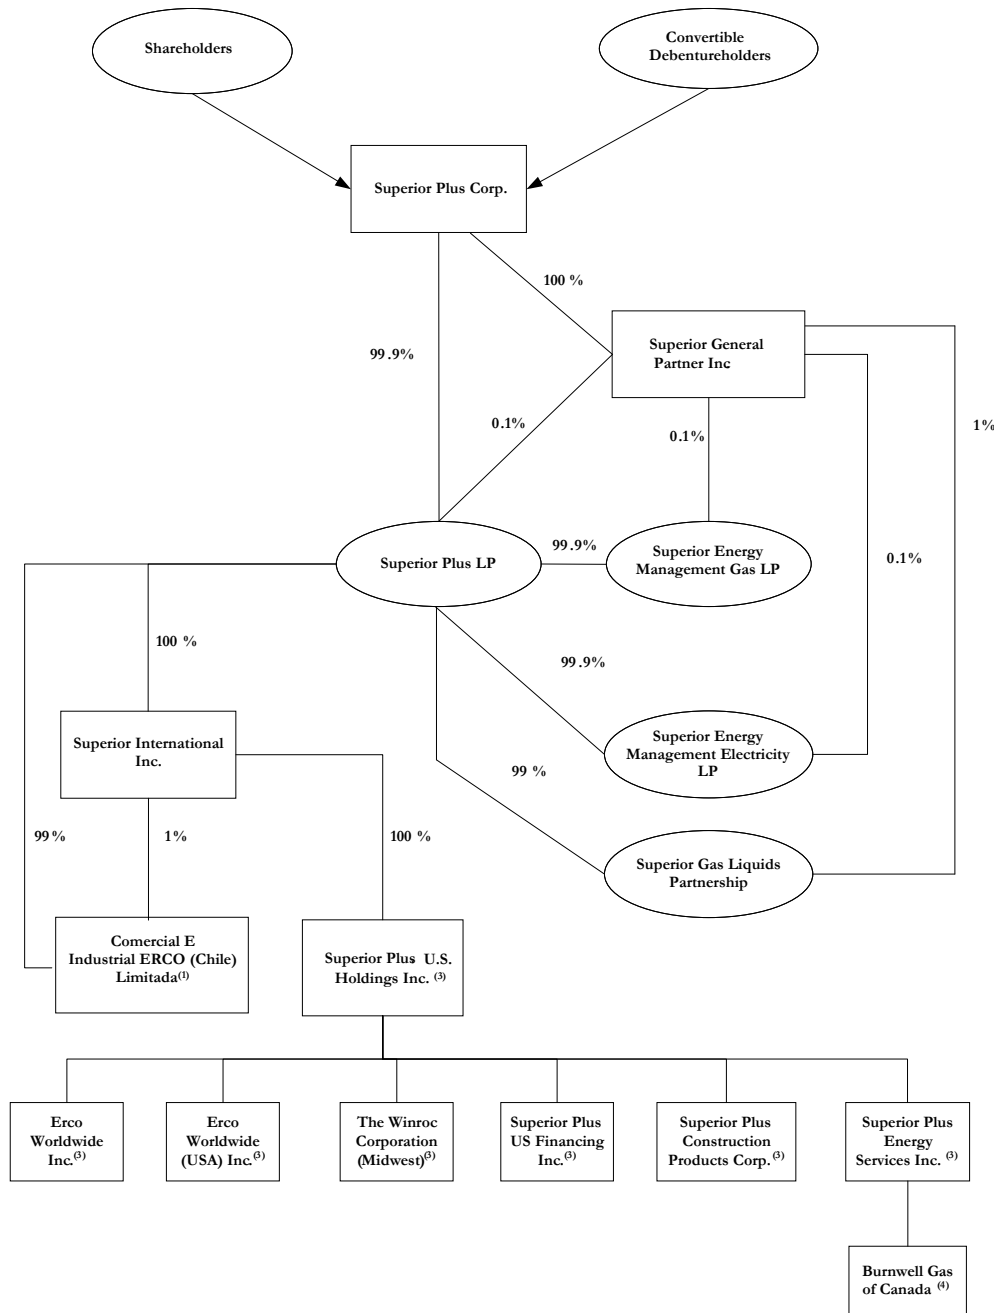 Shareholders
Convertible
Debentureholders
Superior Plus Corp.
100 %
Superior General
Partner Inc
99.9%
0.1%
0.1%
1%
Superior Plus LP
99.9%
Superior Energy
Management Gas LP
0.1%
100 %
99.9%
Superior International
Inc.
Superior Energy
Management Electricity
LP
99 %
99%
1%
100 %
Superior Gas Liquids
Partnership
Comercial E
Industrial ERCO (Chile)
Limitada(1)
Superior Plus U.S.
Holdings Inc. (3)
Erco
Worldwide
Inc.(3)
Erco
Worldwide
(USA) Inc.(3)
The Winroc
Corporation
(Midwest)(3)
Superior Plus
US Financing
Inc.(3)
Superior Plus
Construction
Products Corp.(3)
Superior Plus
Energy
Services Inc. (3)
Burnwell Gas
of Canada (4)